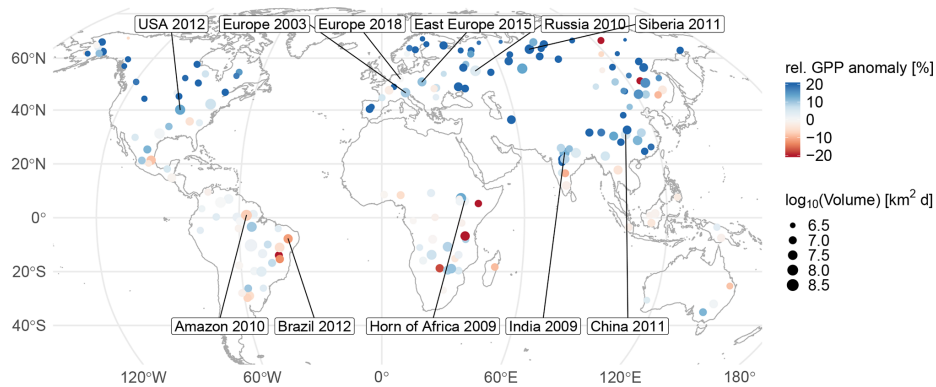 USA 2012
Europe 2003
Europe 2018
East Europe 2015
Russia 2010
Siberia 2011
60°N
40°N
20°N
0°
20°S
40°S
Amazon 2010
Brazil 2012
Horn of Africa 2009
India 2009
China 2011
120°W
60°W
0°
60°E
120°E
180°
rel. GPP anomaly [%]
20
10
0
−10
−20
log₁₀(Volume) [km² d]
6.5
7.0
7.5
8.0
8.5